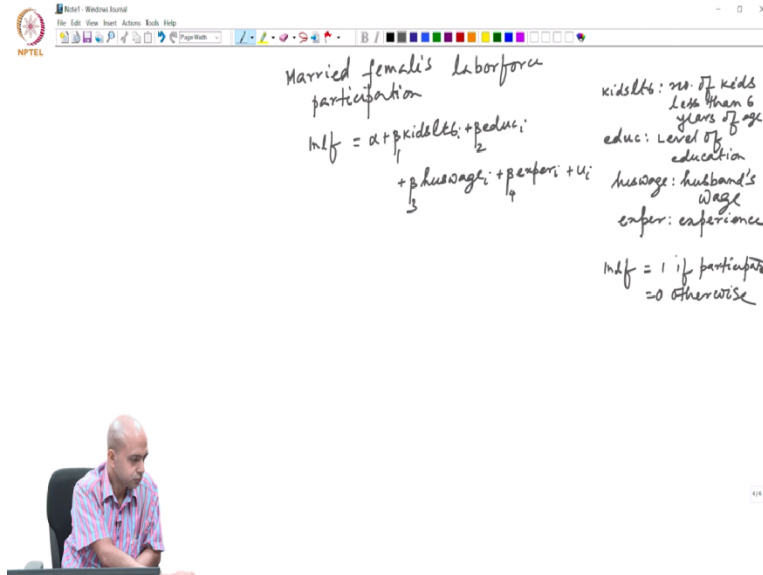 Note1 - Windows Journal
File Edit View Insert Actions Tools Help
Page Width
B I
NPTEL
Married female's laborforce
participation
inlf = α + β1 kidslt6i + β2 educi
+ β3 huswagei + β4 experi + ui
kidslt6: no. of kids
less than 6
years of age
educ: Level of
education
huswage: husband's
wage
exper: experience
inlf = 1 if participate
=0 otherwise
4/4